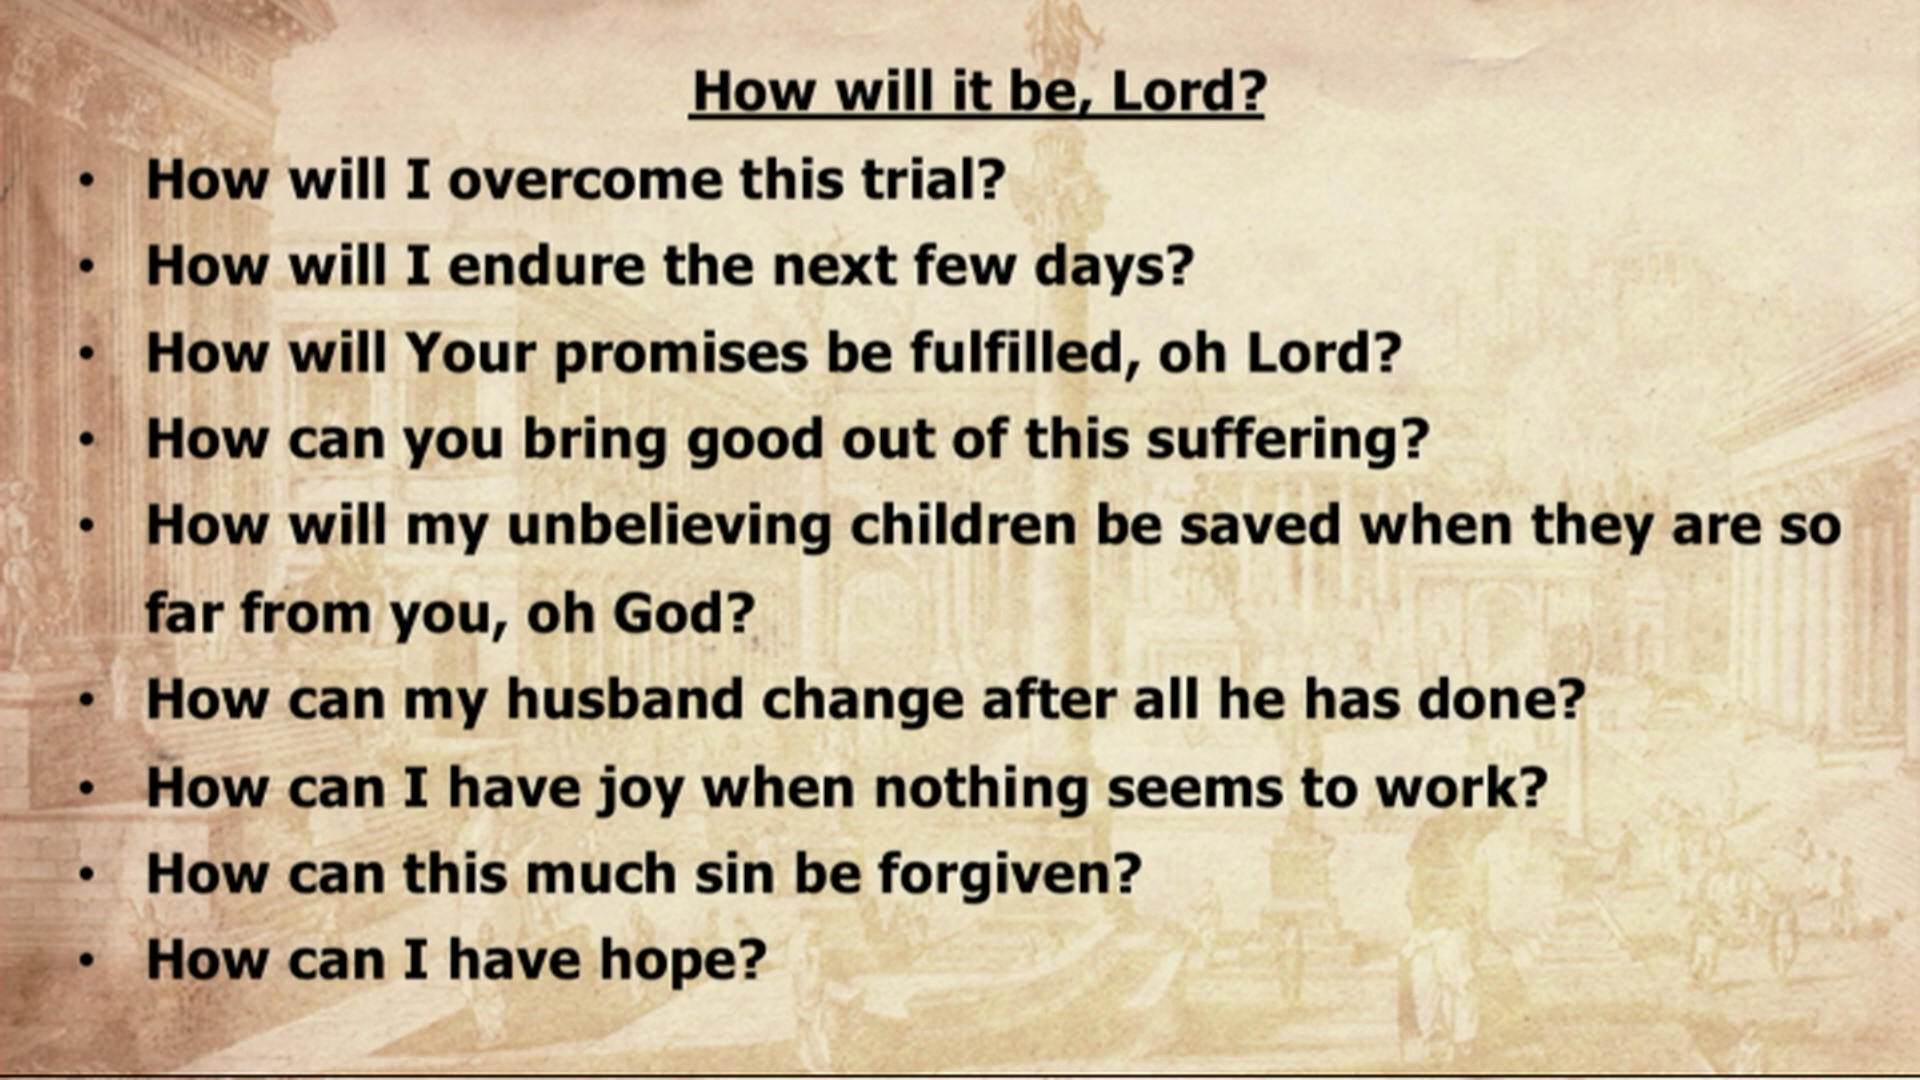 How will it be, Lord?
• How will I overcome this trial?
• How will I endure the next few days?
• How will Your promises be fulfilled, oh Lord?
• How can you bring good out of this suffering?
• How will my unbelieving children be saved when they are so
far from you, oh God?
• How can my husband change after all he has done?
• How can I have joy when nothing seems to work?
• How can this much sin be forgiven?
• How can I have hope?